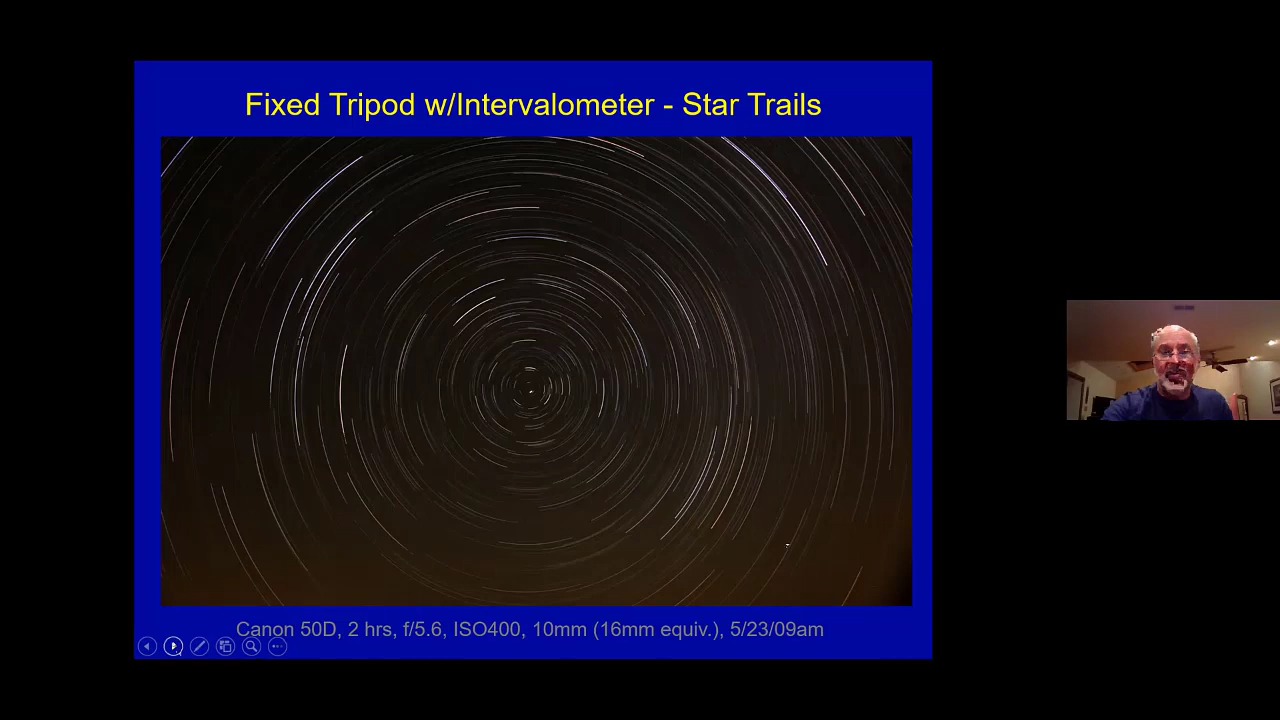 Fixed Tripod w/Intervalometer - Star Trails
Canon 50D, 2 hrs, f/5.6, ISO400, 10mm (16mm equiv.), 5/23/09am